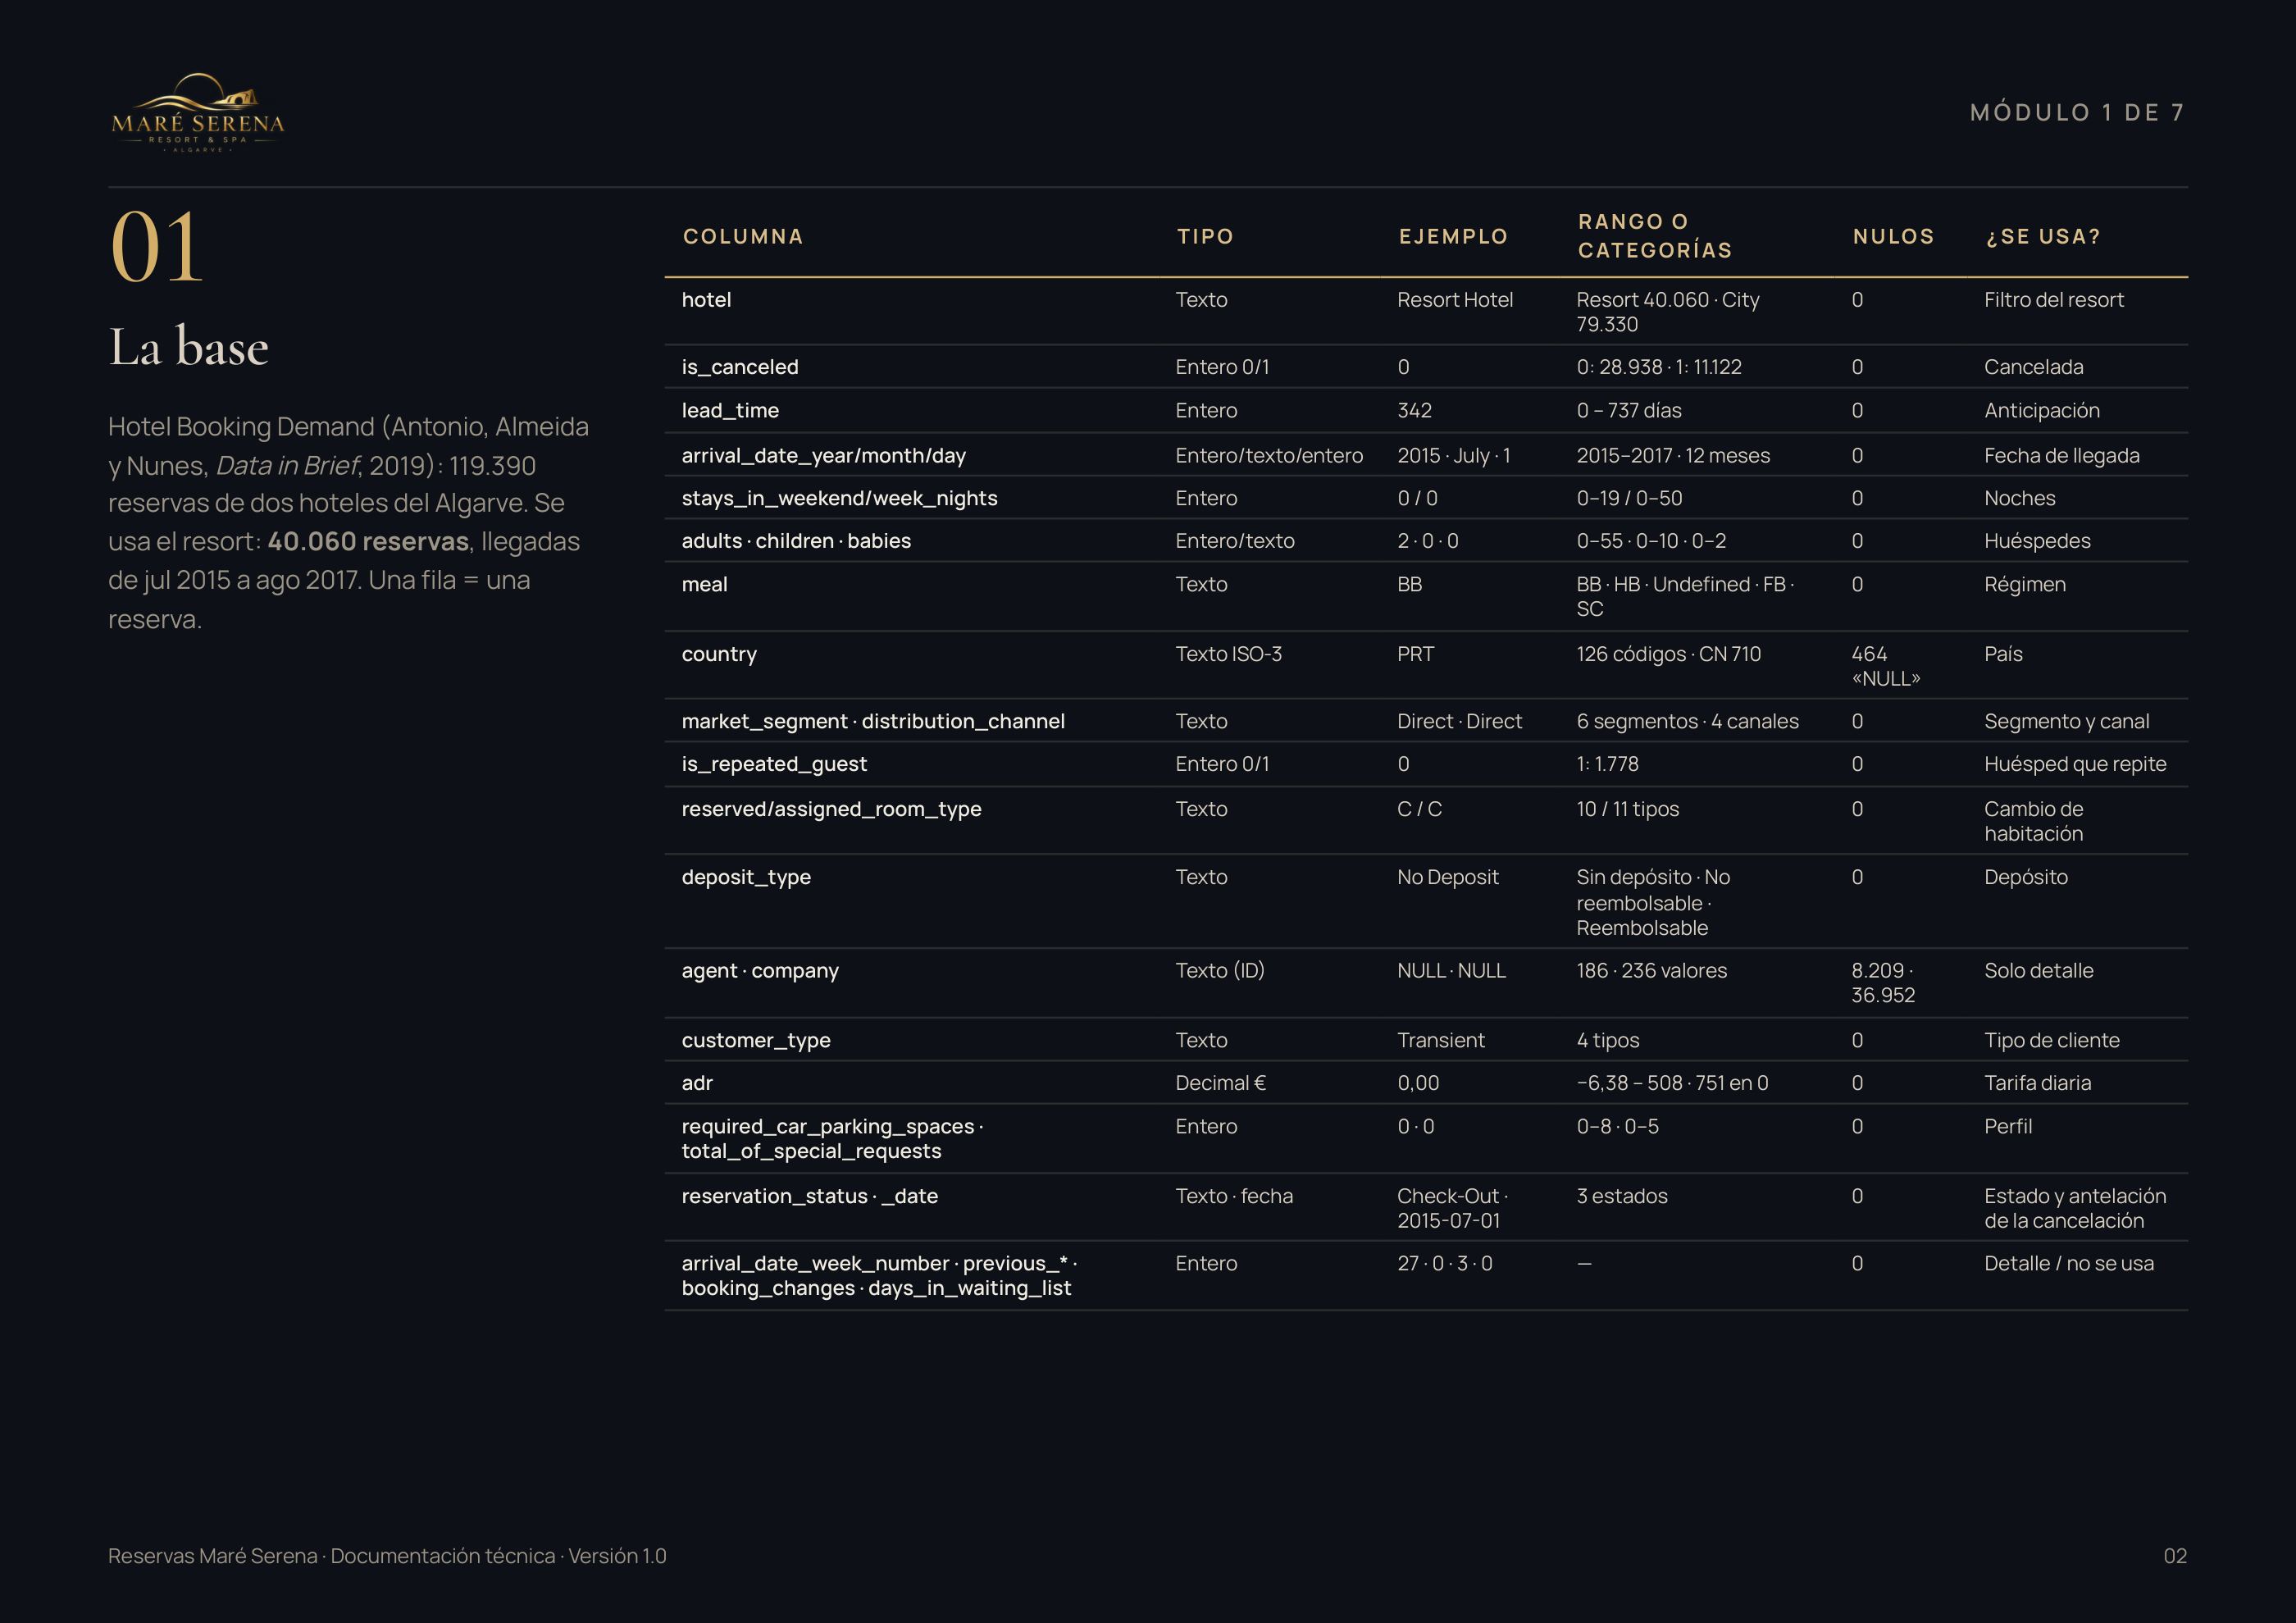 MARÉ SERENA
RESORT & SPA
· ALGARVE ·
MÓDULO 1 DE 7
01
La base
Hotel Booking Demand (Antonio, Almeida
y Nunes, Data in Brief, 2019): 119.390
reservas de dos hoteles del Algarve. Se
usa el resort: 40.060 reservas, llegadas
de jul 2015 a ago 2017. Una fila = una
reserva.
COLUMNA TIPO EJEMPLO RANGO O CATEGORÍAS NULOS ¿SE USA?
hotel Texto Resort Hotel Resort 40.060 · City 79.330 0 Filtro del resort
is_canceled Entero 0/1 0 0: 28.938 · 1: 11.122 0 Cancelada
lead_time Entero 342 0 – 737 días 0 Anticipación
arrival_date_year/month/day Entero/texto/entero 2015 · July · 1 2015–2017 · 12 meses 0 Fecha de llegada
stays_in_weekend/week_nights Entero 0 / 0 0–19 / 0–50 0 Noches
adults · children · babies Entero/texto 2 · 0 · 0 0–55 · 0–10 · 0–2 0 Huéspedes
meal Texto BB BB · HB · Undefined · FB · SC 0 Régimen
country Texto ISO-3 PRT 126 códigos · CN 710 464 «NULL» País
market_segment · distribution_channel Texto Direct · Direct 6 segmentos · 4 canales 0 Segmento y canal
is_repeated_guest Entero 0/1 0 1: 1.778 0 Huésped que repite
reserved/assigned_room_type Texto C / C 10 / 11 tipos 0 Cambio de habitación
deposit_type Texto No Deposit Sin depósito · No reembolsable · Reembolsable 0 Depósito
agent · company Texto (ID) NULL · NULL 186 · 236 valores 8.209 · 36.952 Solo detalle
customer_type Texto Transient 4 tipos 0 Tipo de cliente
adr Decimal € 0,00 −6,38 – 508 · 751 en 0 0 Tarifa diaria
required_car_parking_spaces · total_of_special_requests Entero 0 · 0 0–8 · 0–5 0 Perfil
reservation_status · _date Texto · fecha Check-Out · 2015-07-01 3 estados 0 Estado y antelación de la cancelación
arrival_date_week_number · previous_* · booking_changes · days_in_waiting_list Entero 27 · 0 · 3 · 0 — 0 Detalle / no se usa
Reservas Maré Serena · Documentación técnica · Versión 1.0
02